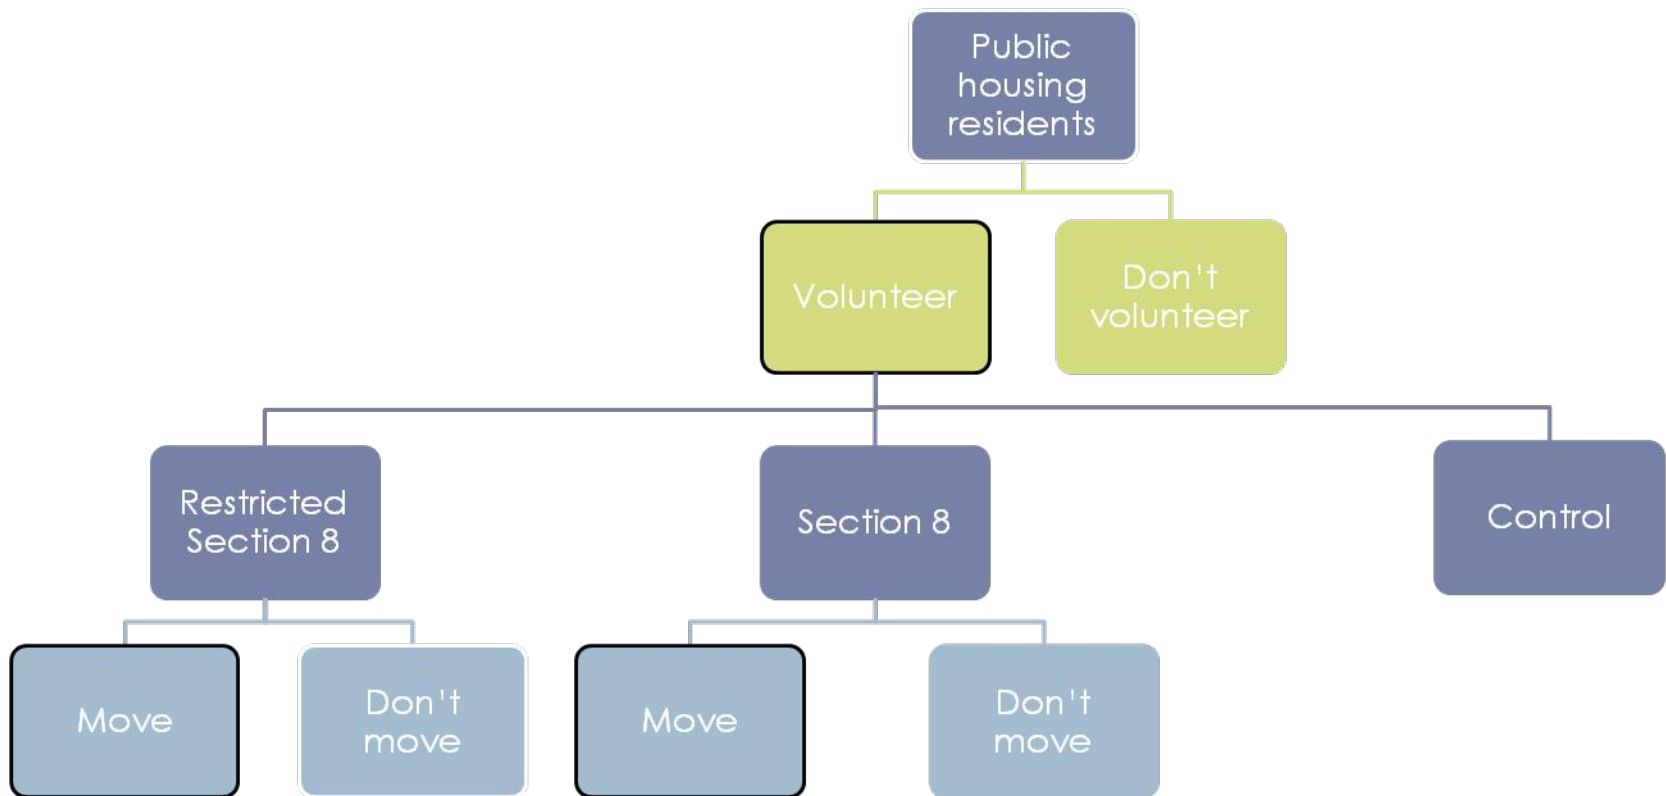 Public
housing
residents
Volunteer
Don't
volunteer
Restricted
Section 8
Section 8
Control
Move
Don't
move
Move
Don't
move